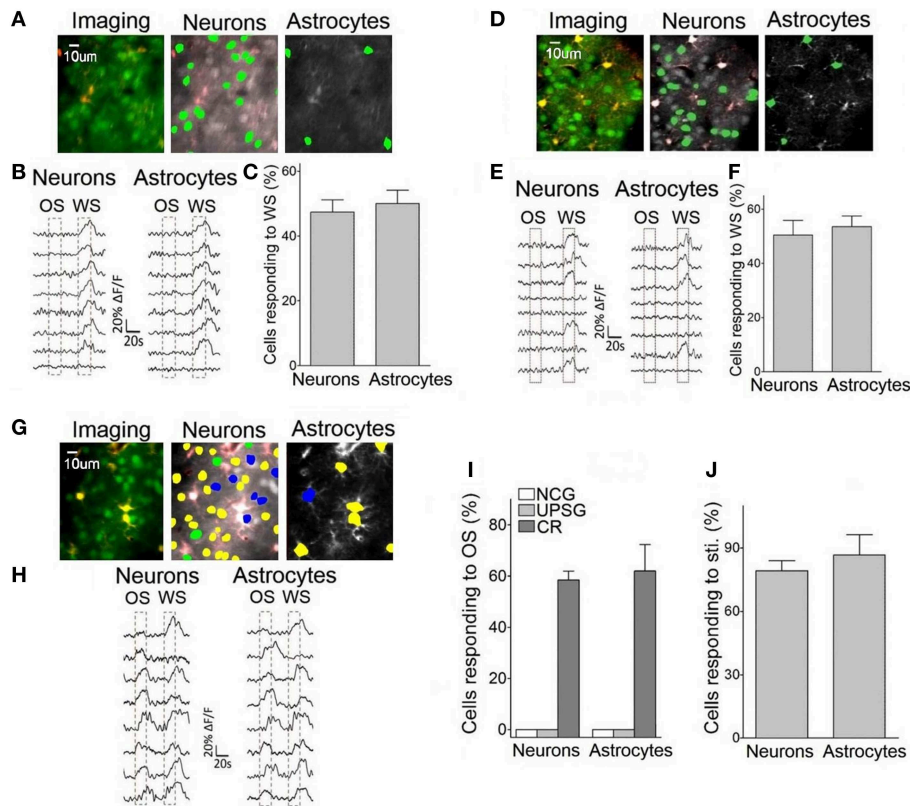 A
Imaging
Neurons
Astrocytes
10um
B
Neurons
Astrocytes
OS
WS
OS
WS
20% ΔF/F
20s
C
Cells responding to WS (%)
60
40
20
0
Neurons
Astrocytes
D
Imaging
Neurons
Astrocytes
10um
E
Neurons
Astrocytes
OS
WS
OS
WS
20% ΔF/F
20s
F
Cells responding to WS (%)
60
40
20
0
Neurons
Astrocytes
G
Imaging
Neurons
Astrocytes
10um
H
Neurons
Astrocytes
OS
WS
OS
WS
20% ΔF/F
20s
I
NCG
UPSG
CR
Cells responding to OS (%)
80
60
40
60
0
Neurons
Astrocytes
J
Cells responding to sti. (%)
90
60
90
0
Neurons
Astrocytes